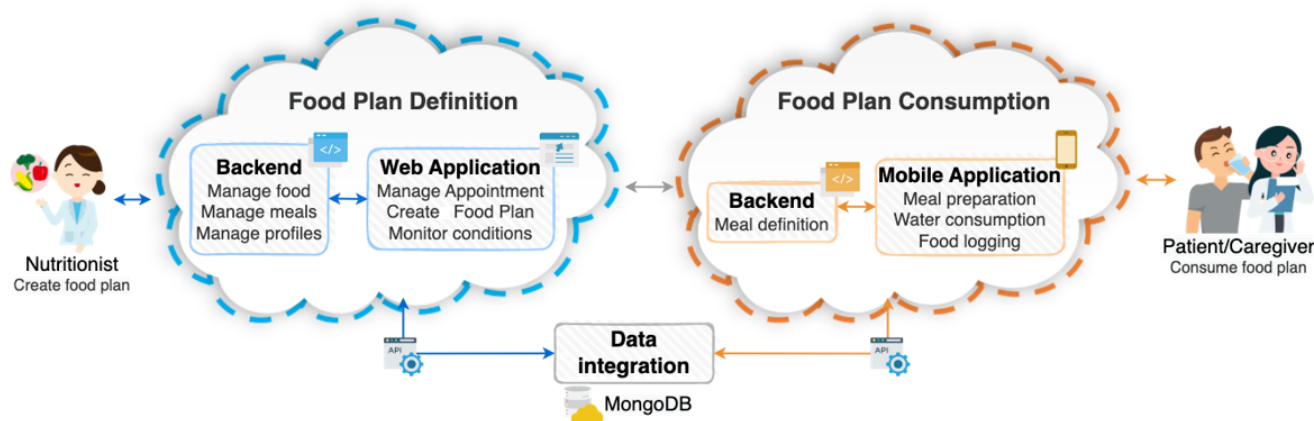 Food Plan Definition
Backend
Manage food
Manage meals
Manage profiles
</>
Web Application
Manage Appointment
Create Food Plan
Monitor conditions
Nutritionist
Create food plan
Food Plan Consumption
Backend
Meal definition
</>
Mobile Application
Meal preparation
Water consumption
Food logging
Patient/Caregiver
Consume food plan
API
Data
integration
API
MongoDB